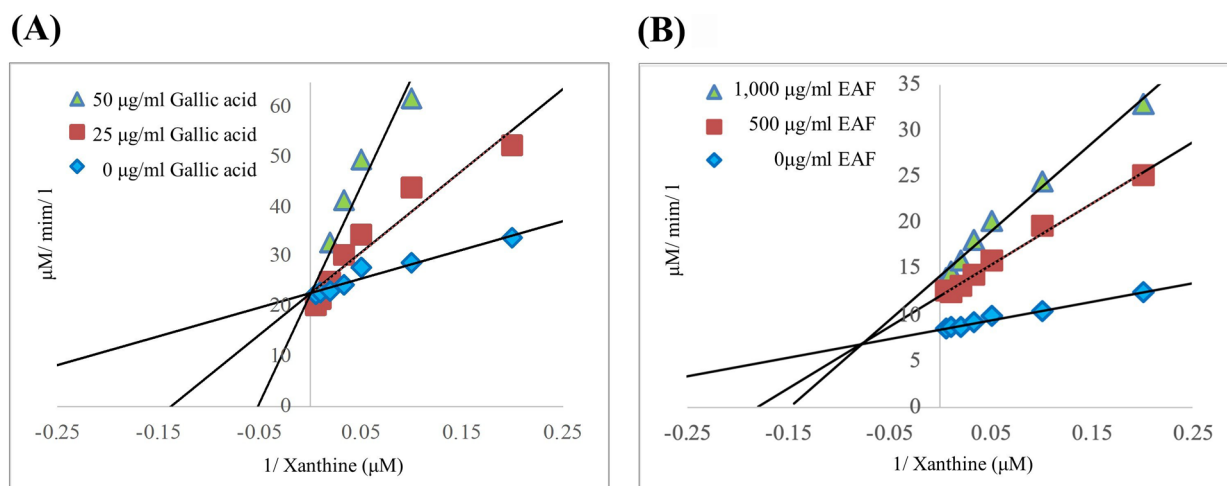 (A)
50 μg/ml Gallic acid
25 μg/ml Gallic acid
0 μg/ml Gallic acid
μM/ mim/ 1
60
50
40
30
20
10
0
-0.25 -0.15 -0.05 0.05 0.15 0.25
1/ Xanthine (μM)
(B)
1,000 μg/ml EAF
500 μg/ml EAF
0μg/ml EAF
μM/ mim/ 1
35
30
25
20
15
10
5
0
-0.25 -0.15 -0.05 0.05 0.15 0.25
1/ Xanthine (μM)